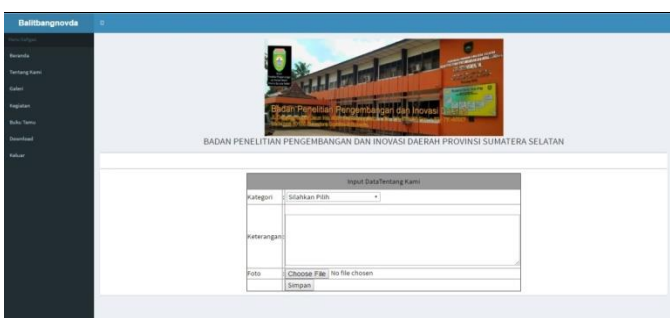 Balitbangnovda
Beranda
Tentang Kami
Galeri
Kegiatan
Buku Tamu
Download
Keluar
Badan Penelitian Pengembangan dan Inovasi
BADAN PENELITIAN PENGEMBANGAN DAN INOVASI DAERAH PROVINSI SUMATERA SELATAN
Input DataTentang Kami
Kategori : Silahkan Pilih
Keterangan:
Foto : Choose File No file chosen
Simpan